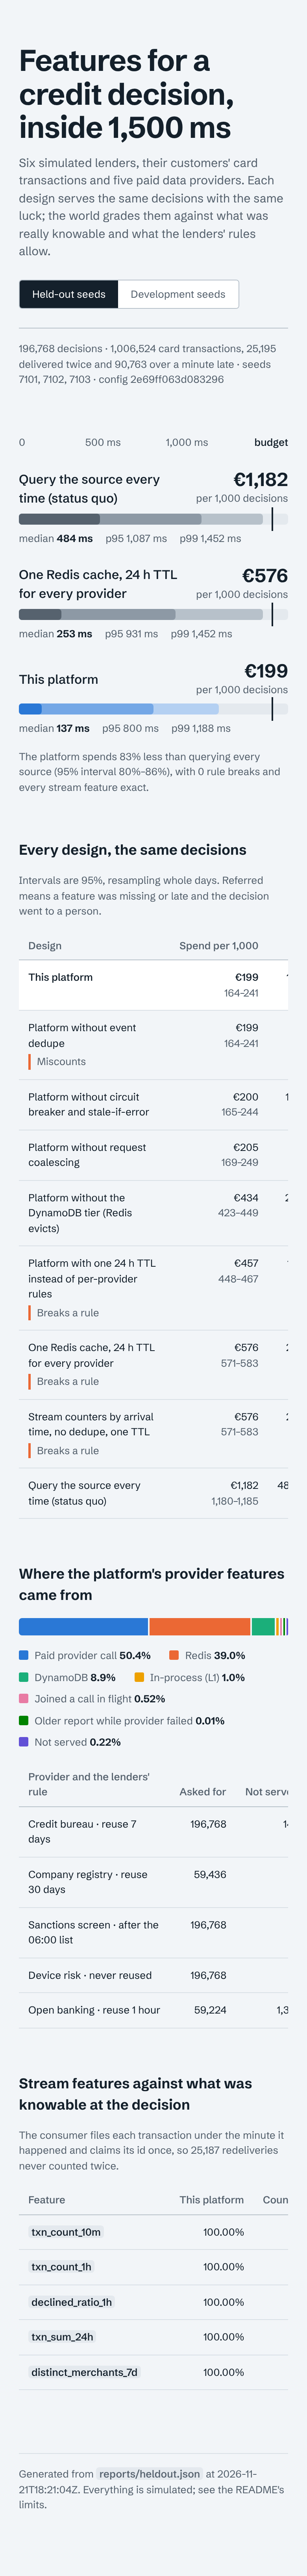 Features for a
credit decision,
inside 1,500 ms
Six simulated lenders, their customers' card
transactions and five paid data providers. Each
design serves the same decisions with the same
luck; the world grades them against what was
really knowable and what the lenders' rules
allow.
Held-out seeds Development seeds
196,768 decisions · 1,006,524 card transactions, 25,195
delivered twice and 90,763 over a minute late · seeds
7101, 7102, 7103 · config 2e69ff063d083296
0 500 ms 1,000 ms budget
Query the source every
time (status quo)
€1,182
per 1,000 decisions
median 484 ms p95 1,087 ms p99 1,452 ms
One Redis cache, 24 h TTL
for every provider
€576
per 1,000 decisions
median 253 ms p95 931 ms p99 1,452 ms
This platform
€199
per 1,000 decisions
median 137 ms p95 800 ms p99 1,188 ms
The platform spends 83% less than querying every
source (95% interval 80%–86%), with 0 rule breaks and
every stream feature exact.
Every design, the same decisions
Intervals are 95%, resampling whole days. Referred
means a feature was missing or late and the decision
went to a person.
Design Spend per 1,000
This platform €199
164–241
Platform without event
dedupe
Miscounts
€199
164–241
Platform without circuit
breaker and stale-if-error
€200
165–244
Platform without request
coalescing
€205
169–249
Platform without the
DynamoDB tier (Redis
evicts)
€434
423–449
Platform with one 24 h TTL
instead of per-provider
rules
Breaks a rule
€457
448–467
One Redis cache, 24 h TTL
for every provider
Breaks a rule
€576
571–583
Stream counters by arrival
time, no dedupe, one TTL
Breaks a rule
€576
571–583
Query the source every
time (status quo)
€1,182
1,180–1,185
48
Where the platform's provider features
came from
Paid provider call 50.4% Redis 39.0%
DynamoDB 8.9% In-process (L1) 1.0%
Joined a call in flight 0.52%
Older report while provider failed 0.01%
Not served 0.22%
Provider and the lenders'
rule
Asked for Not serve
Credit bureau · reuse 7
days
196,768
Company registry · reuse
30 days
59,436
Sanctions screen · after the
06:00 list
196,768
Device risk · never reused 196,768
Open banking · reuse 1 hour 59,224 1,3
Stream features against what was
knowable at the decision
The consumer files each transaction under the minute it
happened and claims its id once, so 25,187 redeliveries
never counted twice.
Feature This platform Coun
txn_count_10m 100.00%
txn_count_1h 100.00%
declined_ratio_1h 100.00%
txn_sum_24h 100.00%
distinct_merchants_7d 100.00%
Generated from reports/heldout.json at 2026-11-
21T18:21:04Z. Everything is simulated; see the README's
limits.